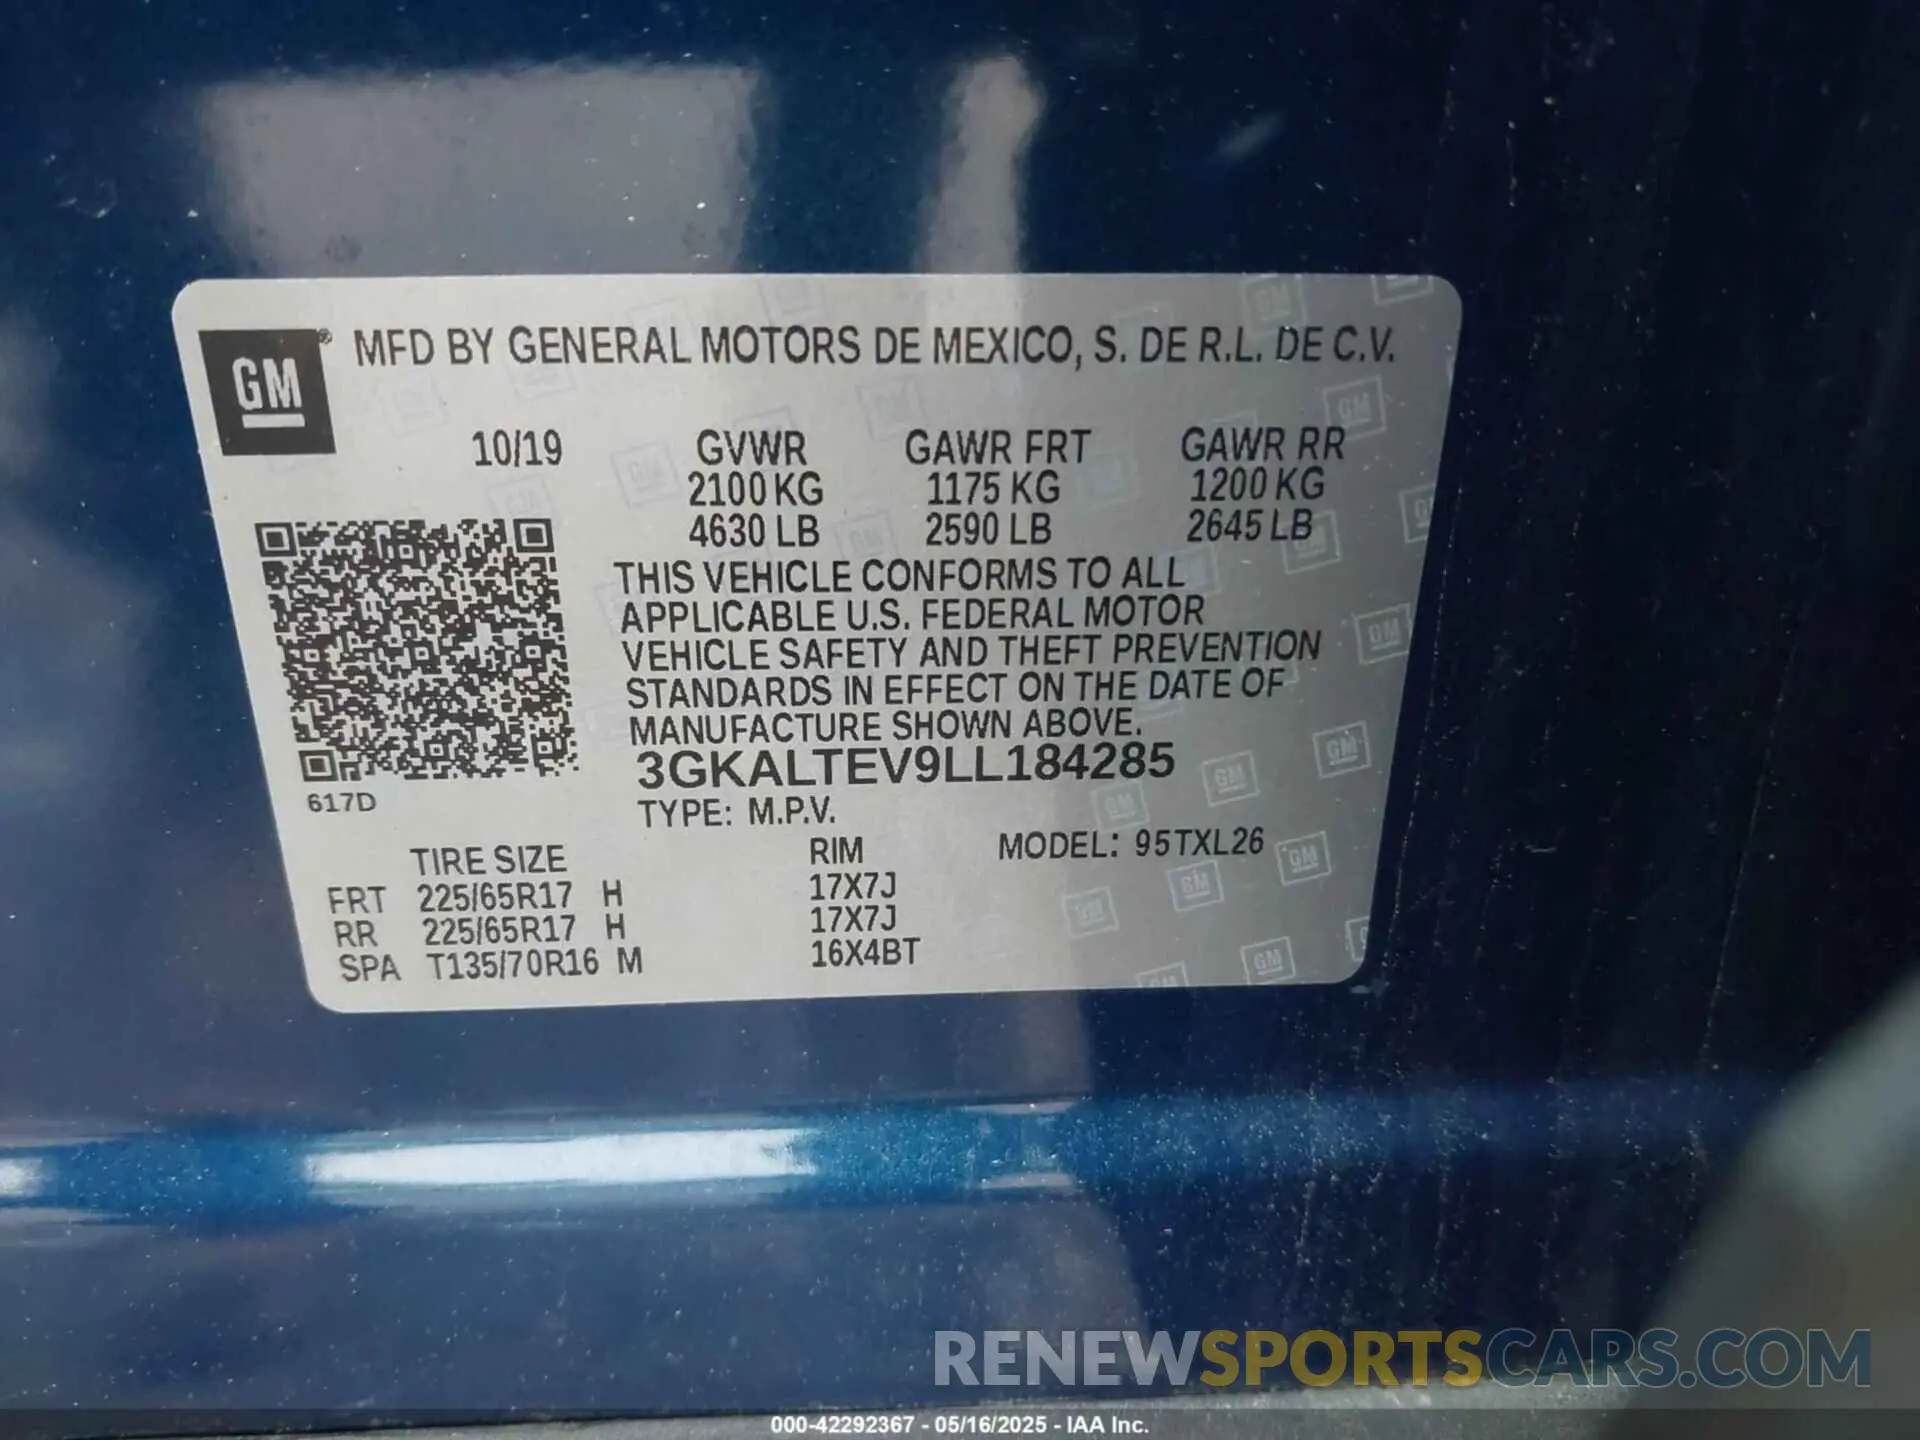 GM® MFD BY GENERAL MOTORS DE MEXICO, S. DE R.L. DE C.V.
10/19 GVWR GAWR FRT GAWR RR
2100 KG 1175 KG 1200 KG
4630 LB 2590 LB 2645 LB
THIS VEHICLE CONFORMS TO ALL
APPLICABLE U.S. FEDERAL MOTOR
VEHICLE SAFETY AND THEFT PREVENTION
STANDARDS IN EFFECT ON THE DATE OF
MANUFACTURE SHOWN ABOVE.
3GKALTEV9LL184285
617D
TYPE: M.P.V.
TIRE SIZE RIM MODEL: 95TXL26
FRT 225/65R17 H 17X7J
RR 225/65R17 H 17X7J
SPA T135/70R16 M 16X4BT
RENEWSPORTSCARS.COM
000-42292367 - 05/16/2025 - IAA Inc.